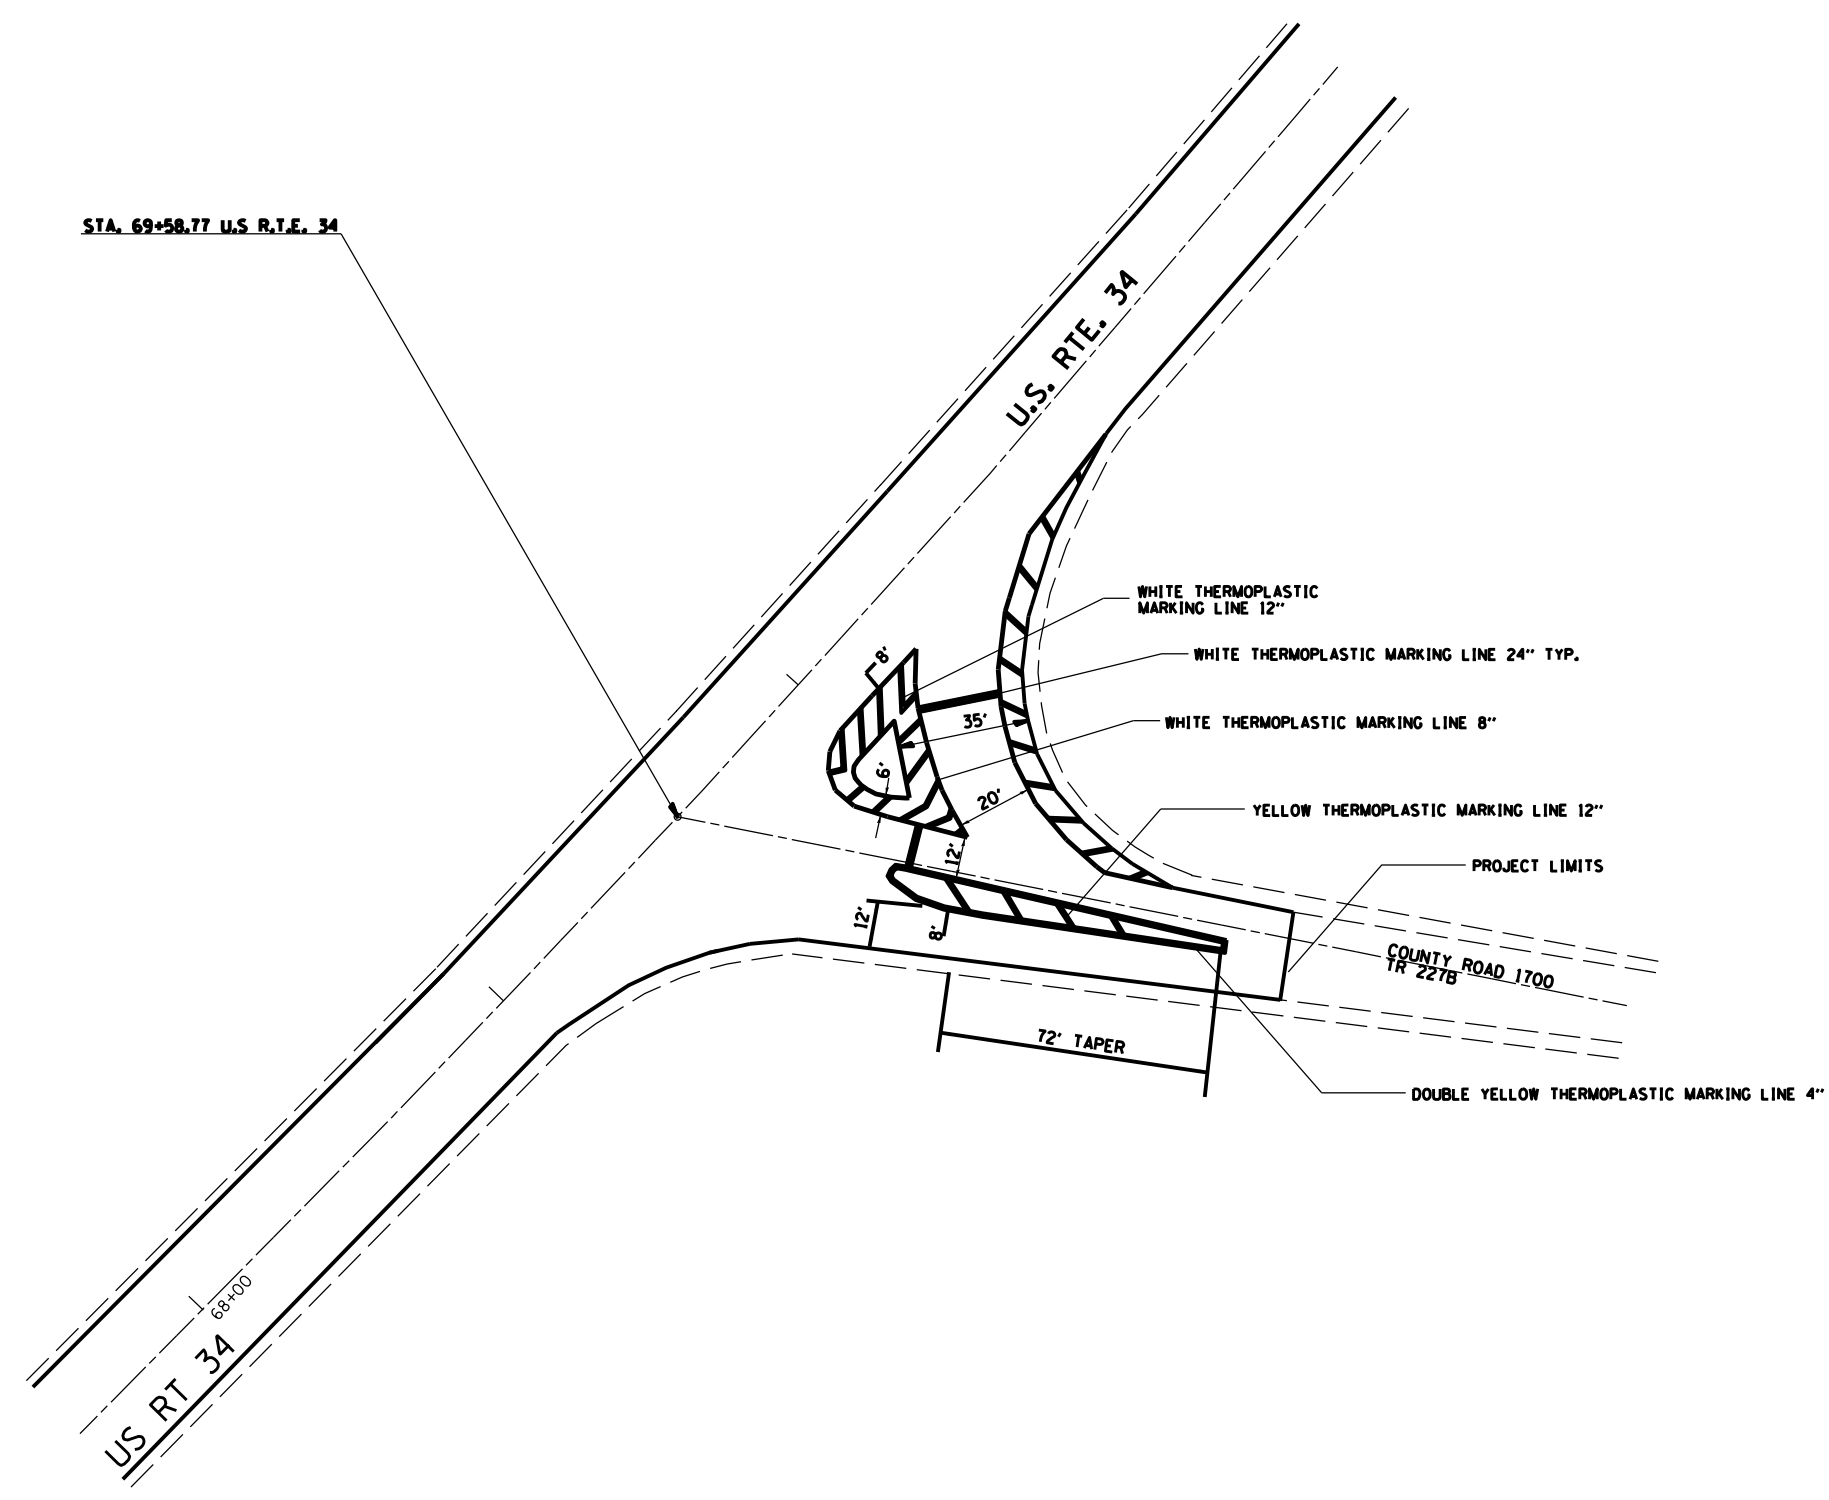 STA. 69+58.77 U.S R.T.E. 34
U.S. RTE. 34
WHITE THERMOPLASTIC
MARKING LINE 12"
8'
WHITE THERMOPLASTIC MARKING LINE 24" TYP.
35'
WHITE THERMOPLASTIC MARKING LINE 8"
6'
20'
YELLOW THERMOPLASTIC MARKING LINE 12"
12'
PROJECT LIMITS
12'
8'
COUNTY ROAD 1700
TR 227B
72' TAPER
DOUBLE YELLOW THERMOPLASTIC MARKING LINE 4"
68+00
US RT 34